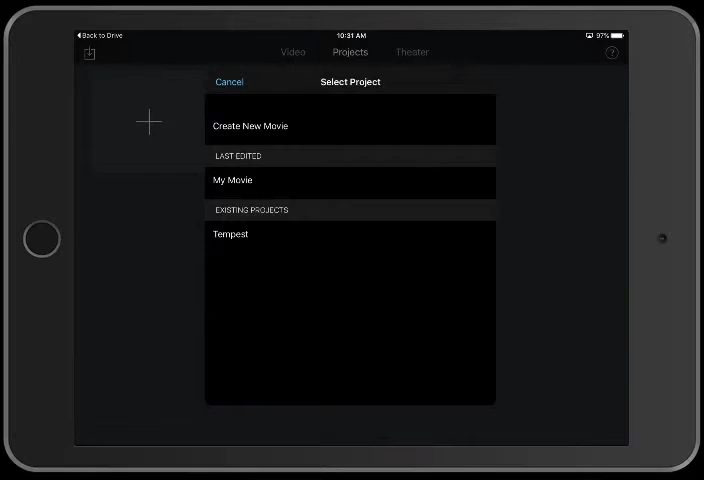 Back to Drive
10:31 AM
97%
Video
Projects
Theater
?
Cancel
Select Project
Create New Movie
LAST EDITED
My Movie
EXISTING PROJECTS
Tempest